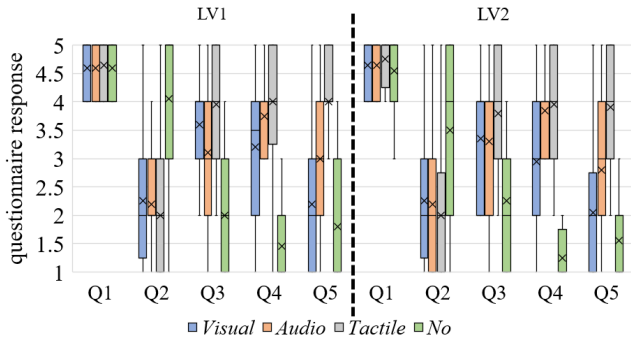 LV1 LV2
questionnaire response
5
4.5
4
3.5
3
2.5
2
1.5
1
Q1 Q2 Q3 Q4 Q5 Q1 Q2 Q3 Q4 Q5
Visual Audio Tactile No